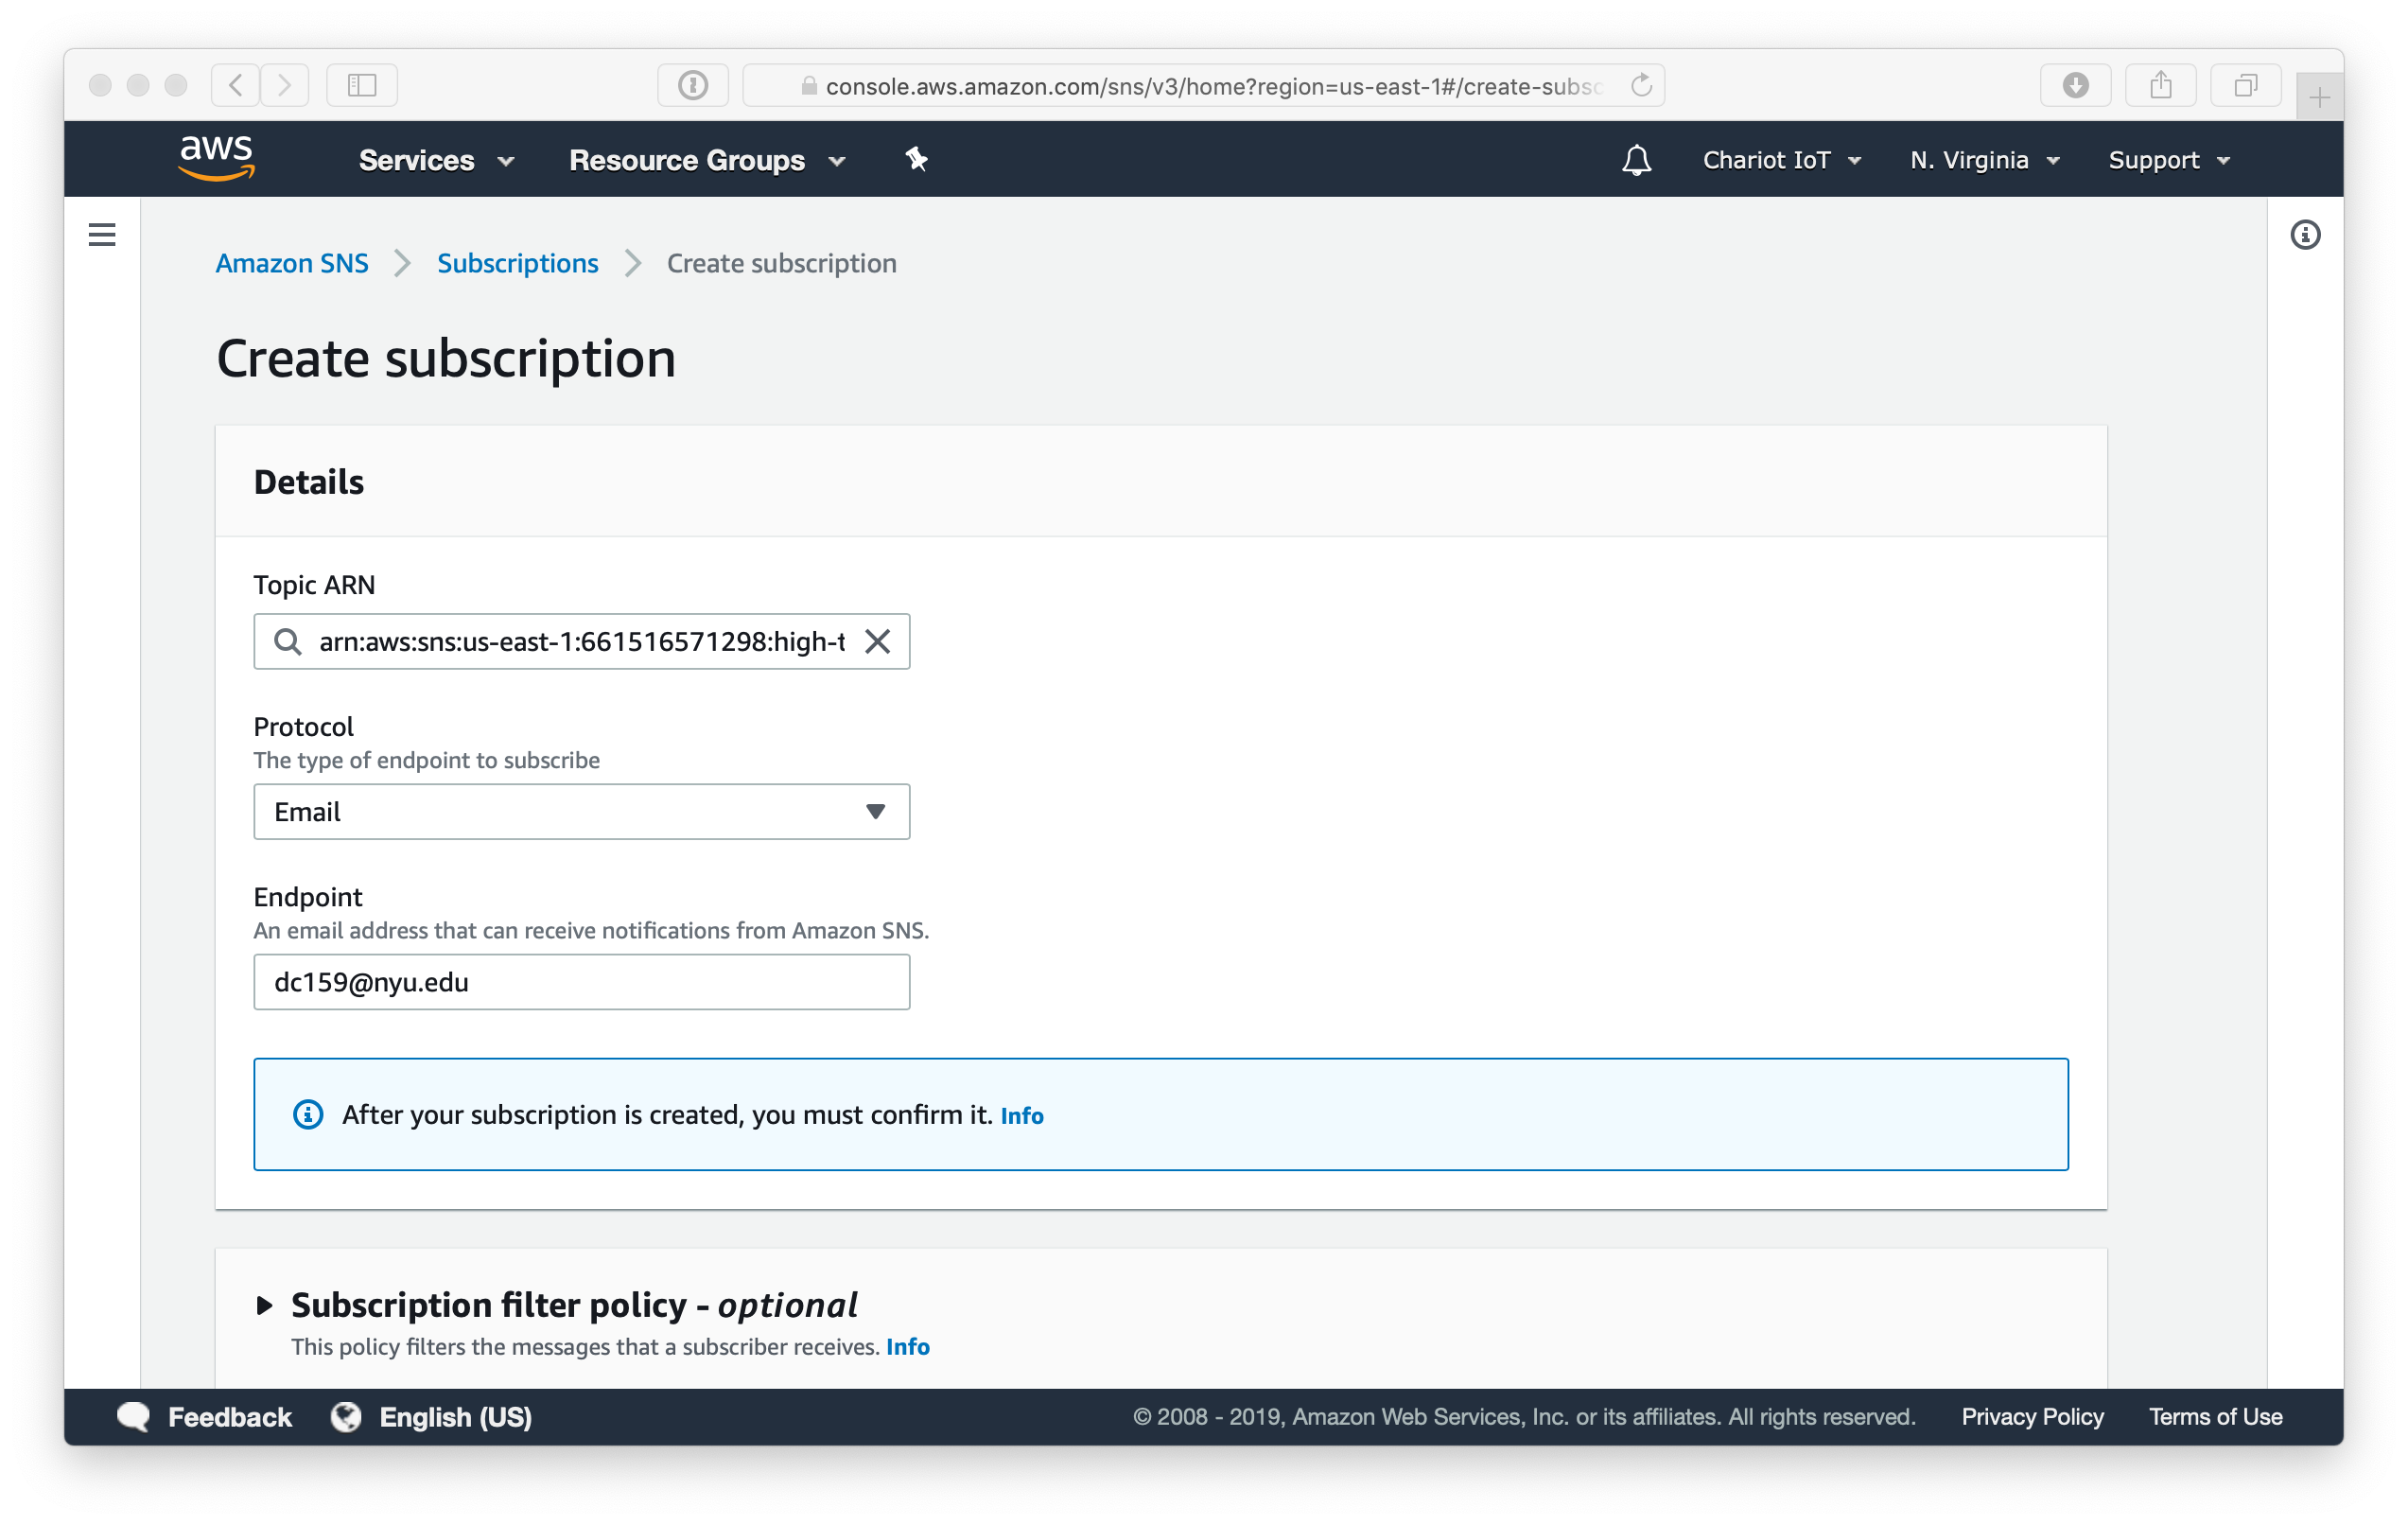 console.aws.amazon.com/sns/v3/home?region=us-east-1#/create-subsc
aws Services Resource Groups Chariot IoT N. Virginia Support
Amazon SNS Subscriptions Create subscription
Create subscription
Details
Topic ARN
arn:aws:sns:us-east-1:661516571298:high-t
Protocol
The type of endpoint to subscribe
Email
Endpoint
An email address that can receive notifications from Amazon SNS.
dc159@nyu.edu
After your subscription is created, you must confirm it. Info
Subscription filter policy - optional
This policy filters the messages that a subscriber receives. Info
Feedback English (US) © 2008 - 2019, Amazon Web Services, Inc. or its affiliates. All rights reserved. Privacy Policy Terms of Use